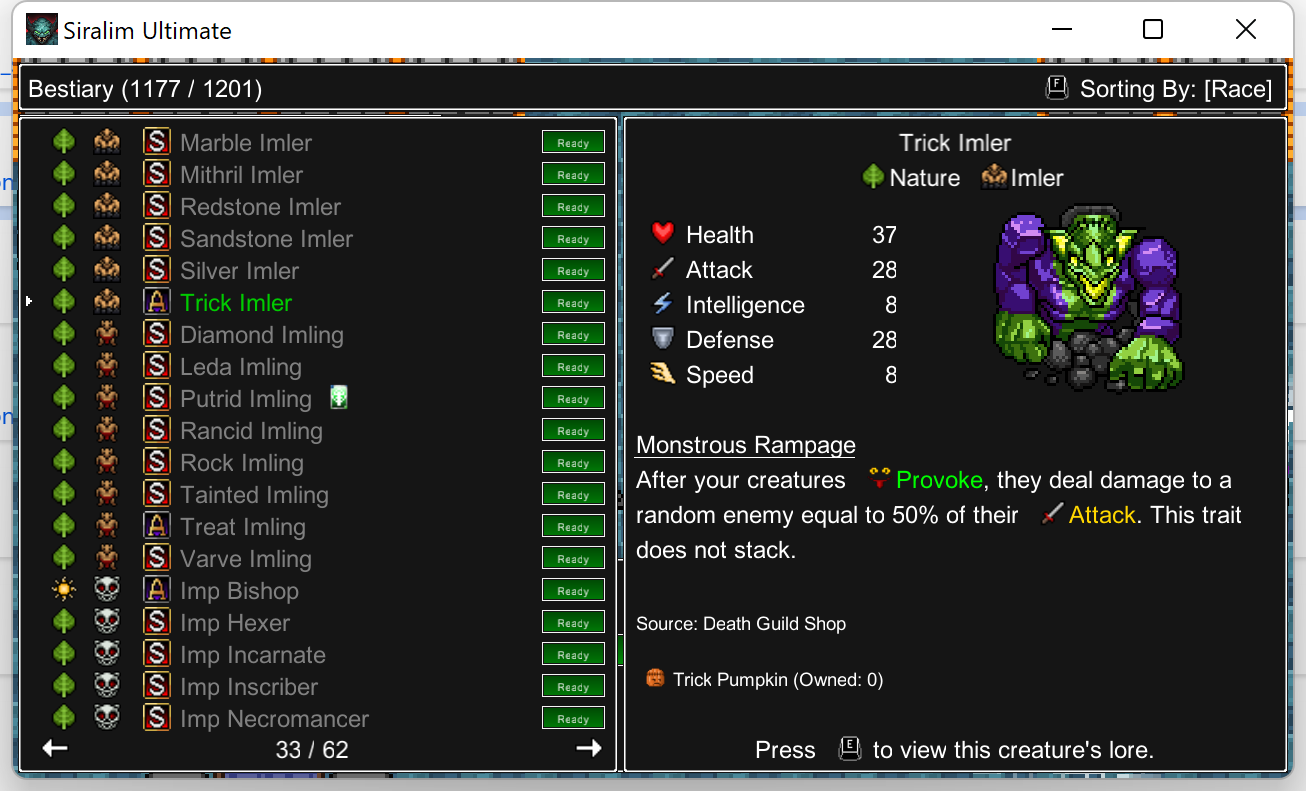 Siralim Ultimate
Bestiary (1177 / 1201)
F Sorting By: [Race]
S Marble Imler Ready
S Mithril Imler Ready
S Redstone Imler Ready
S Sandstone Imler Ready
S Silver Imler Ready
A Trick Imler Ready
S Diamond Imling Ready
S Leda Imling Ready
S Putrid Imling Ready
S Rancid Imling Ready
S Rock Imling Ready
S Tainted Imling Ready
A Treat Imling Ready
S Varve Imling Ready
A Imp Bishop Ready
S Imp Hexer Ready
S Imp Incarnate Ready
S Imp Inscriber Ready
S Imp Necromancer Ready
33 / 62
Trick Imler
Nature Imler
Health 37
Attack 28
Intelligence 8
Defense 28
Speed 8
Monstrous Rampage
After your creatures Provoke, they deal damage to a
random enemy equal to 50% of their Attack. This trait
does not stack.
Source: Death Guild Shop
Trick Pumpkin (Owned: 0)
Press E to view this creature's lore.